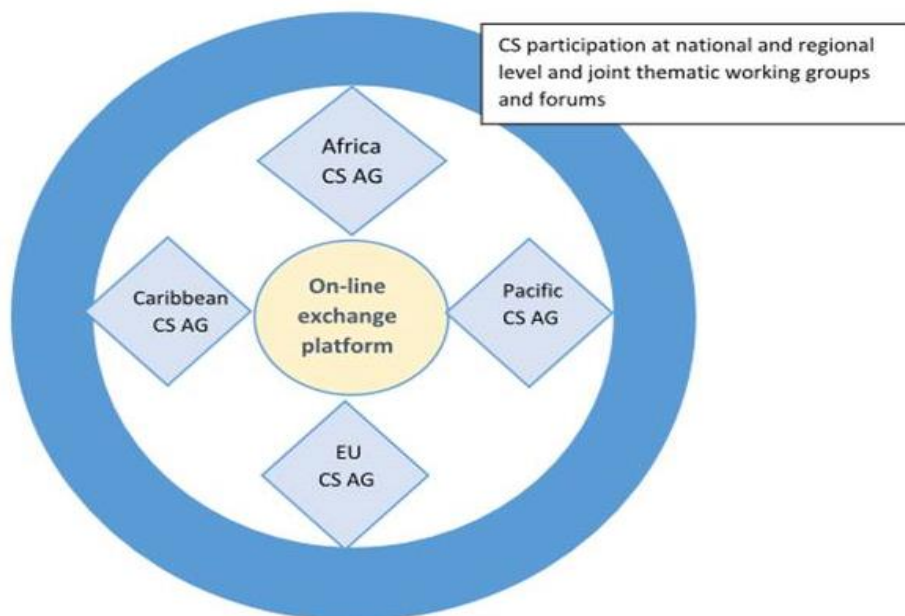 CS participation at national and regional
level and joint thematic working groups
and forums
Africa
CS AG
Caribbean
CS AG
On-line
exchange
platform
Pacific
CS AG
EU
CS AG